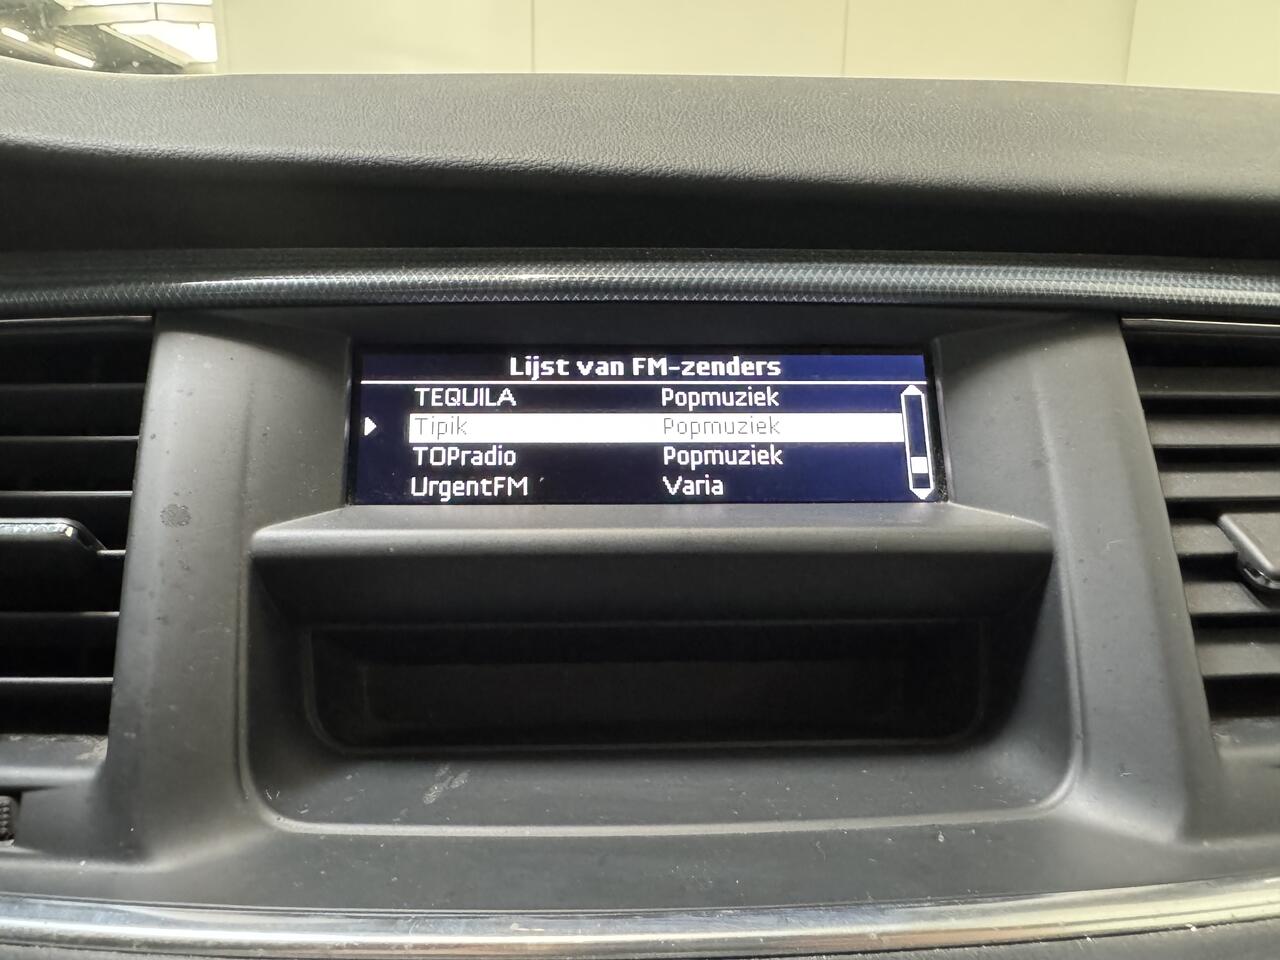 Lijst van FM-zenders
TEQUILA Popmuziek
Tipik Popmuziek
TOPradio Popmuziek
UrgentFM Varia